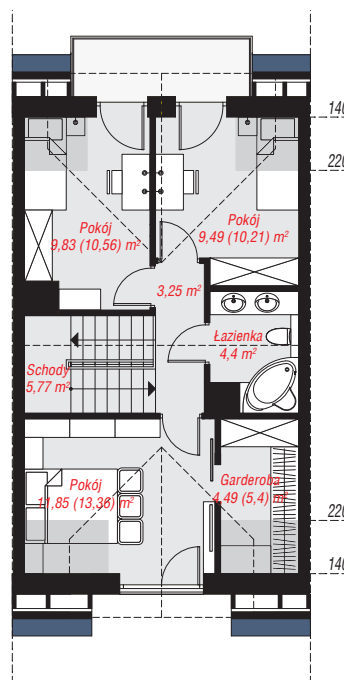 140
220
Pokój
9,83 (10,56) m²
Pokój
9,49 (10,21) m²
3,25 m²
Łazienka
4,4 m²
Schody
5,77 m²
Pokój
11,85 (13,36) m²
Garderoba
4,49 (5,4) m²
220
140